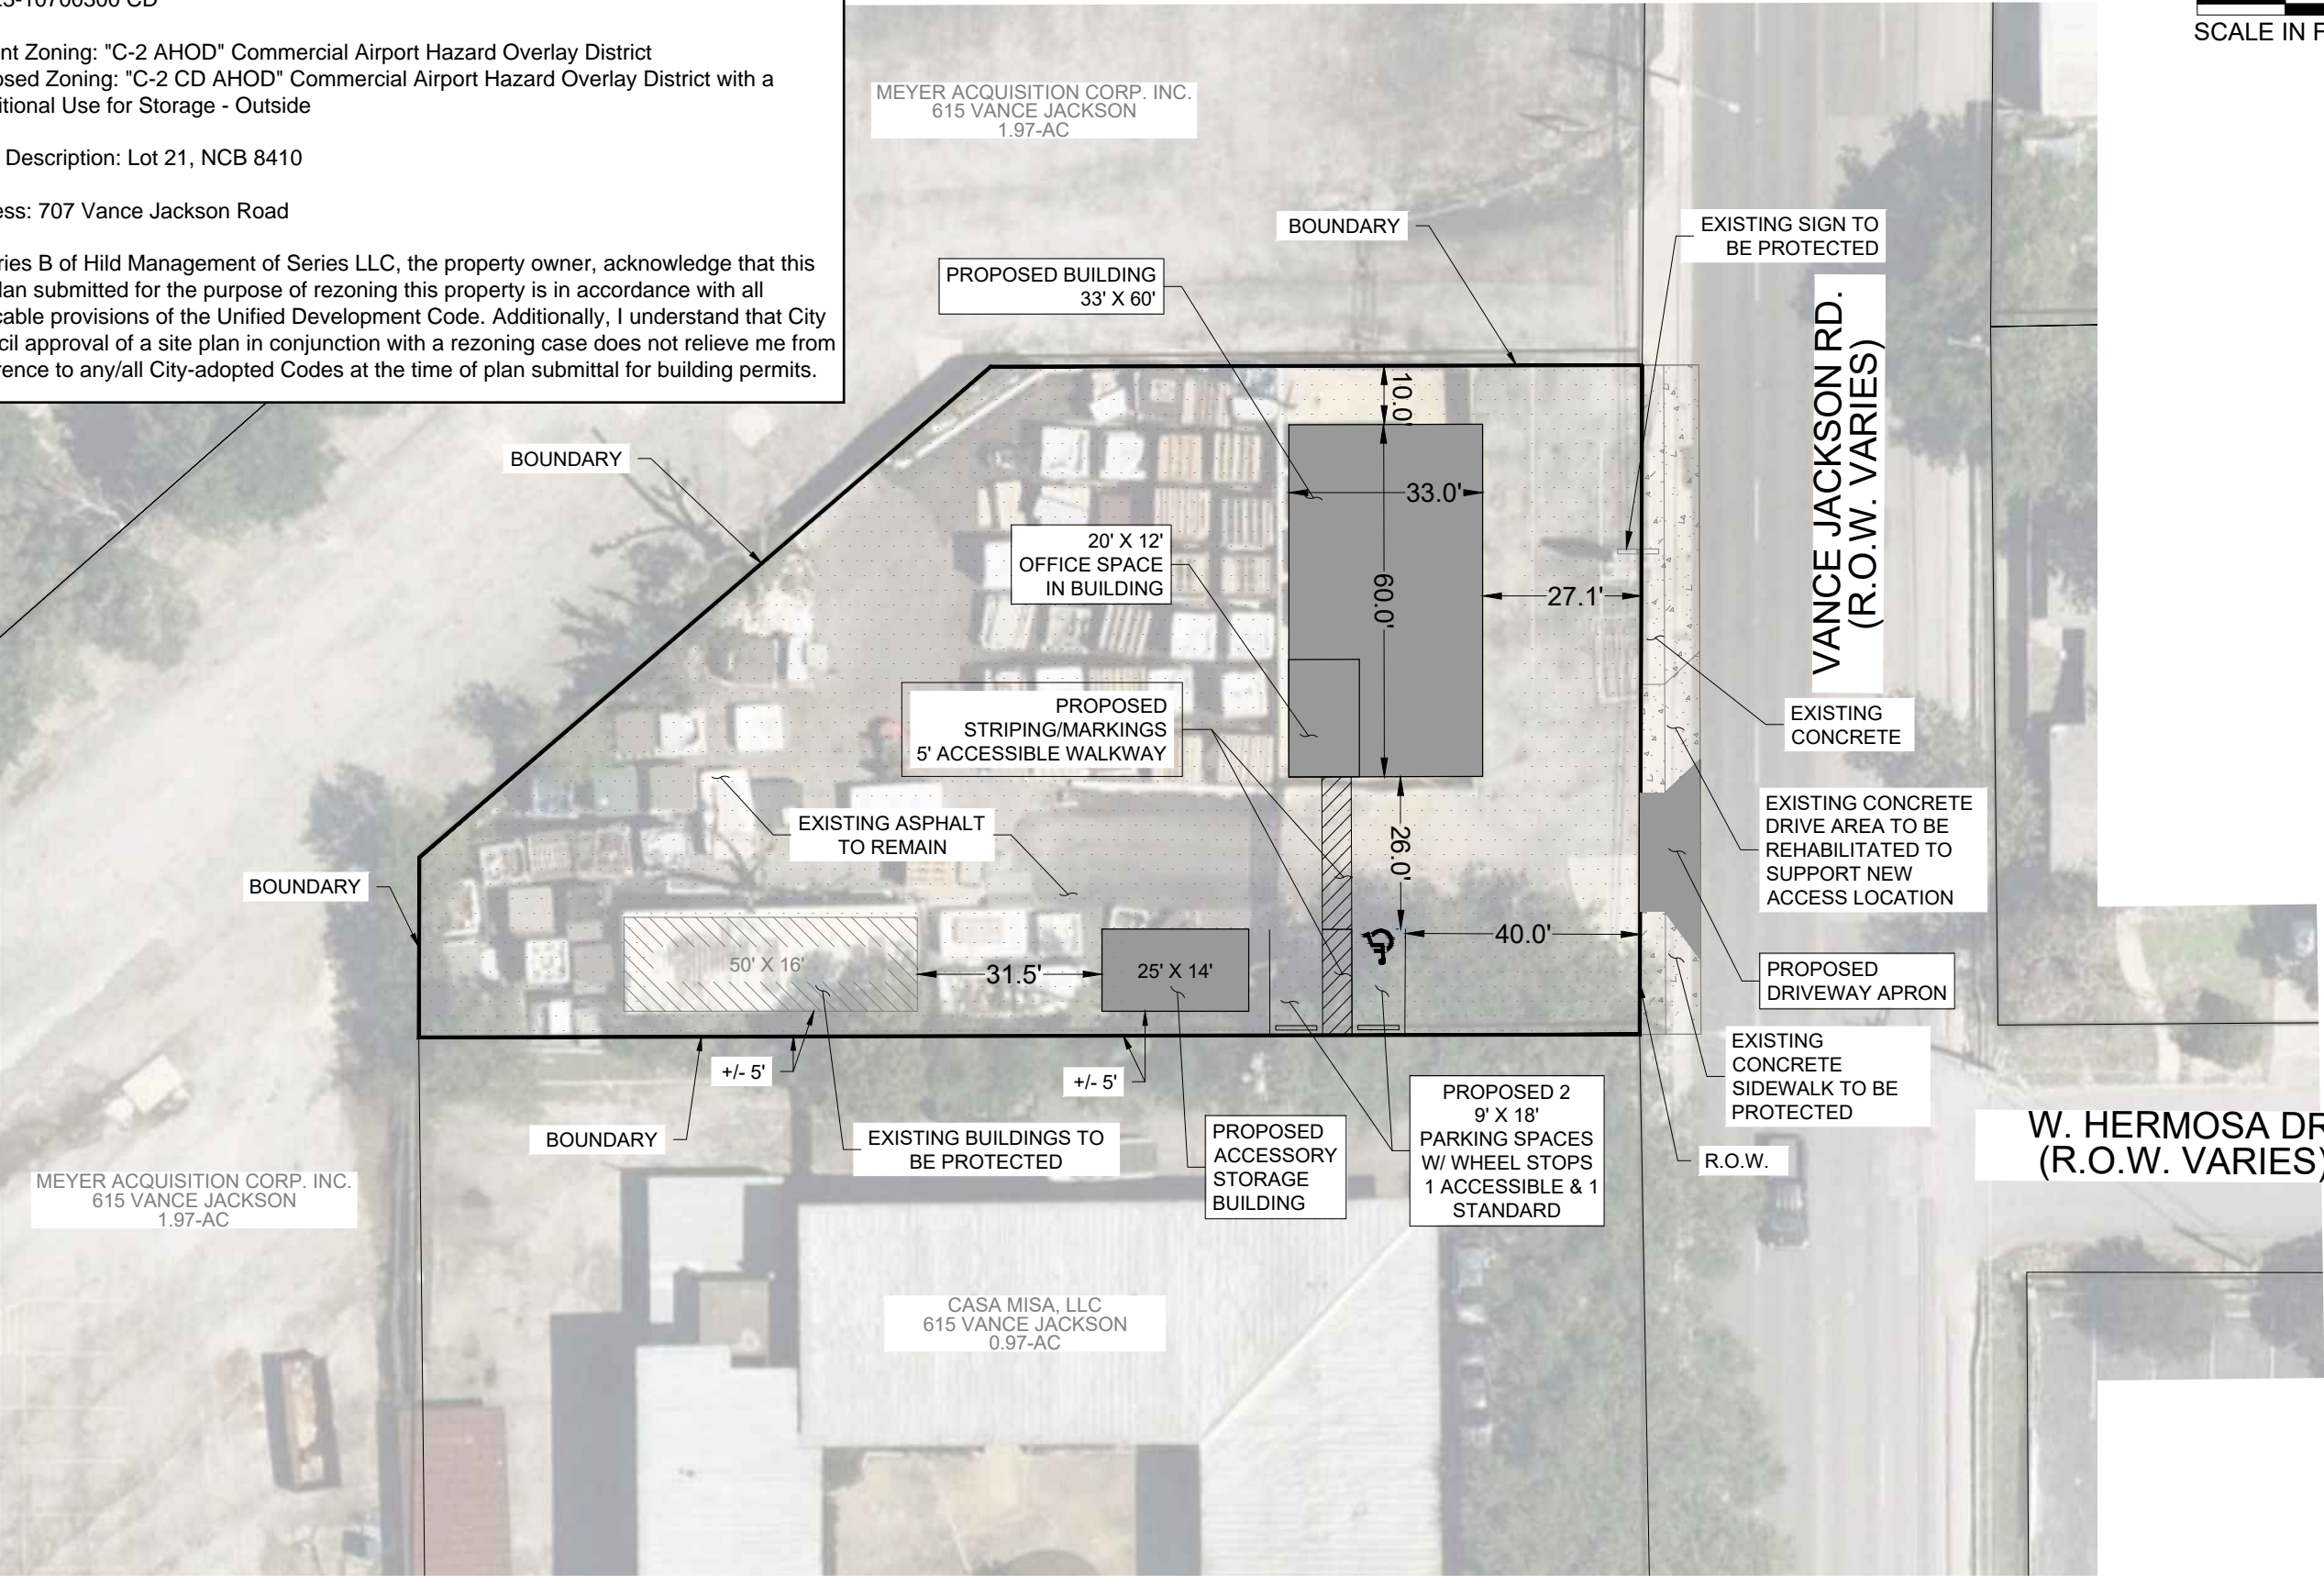 nt Zoning: "C-2 AHOD" Commercial Airport Hazard Overlay District
osed Zoning: "C-2 CD AHOD" Commercial Airport Hazard Overlay District with a
itional Use for Storage - Outside
Description: Lot 21, NCB 8410
ess: 707 Vance Jackson Road
ries B of Hild Management of Series LLC, the property owner, acknowledge that this
lan submitted for the purpose of rezoning this property is in accordance with all
cable provisions of the Unified Development Code. Additionally, I understand that City
cil approval of a site plan in conjunction with a rezoning case does not relieve me from
rence to any/all City-adopted Codes at the time of plan submittal for building permits.
SCALE IN F
MEYER ACQUISITION CORP. INC.
615 VANCE JACKSON
1.97-AC
BOUNDARY
EXISTING SIGN TO
BE PROTECTED
PROPOSED BUILDING
33' X 60'
VANCE JACKSON RD.
(R.O.W. VARIES)
10.0'
BOUNDARY
33.0'
20' X 12'
OFFICE SPACE
IN BUILDING
60.0'
27.1'
PROPOSED
STRIPING/MARKINGS
5' ACCESSIBLE WALKWAY
EXISTING
CONCRETE
EXISTING ASPHALT
TO REMAIN
26.0'
EXISTING CONCRETE
DRIVE AREA TO BE
REHABILITATED TO
SUPPORT NEW
ACCESS LOCATION
BOUNDARY
50' X 16'
31.5'
25' X 14'
40.0'
PROPOSED
DRIVEWAY APRON
+/- 5'
+/- 5'
EXISTING
CONCRETE
SIDEWALK TO BE
PROTECTED
BOUNDARY
EXISTING BUILDINGS TO
BE PROTECTED
PROPOSED
ACCESSORY
STORAGE
BUILDING
PROPOSED 2
9' X 18'
PARKING SPACES
W/ WHEEL STOPS
1 ACCESSIBLE & 1
STANDARD
R.O.W.
W. HERMOSA DR
(R.O.W. VARIES)
MEYER ACQUISITION CORP. INC.
615 VANCE JACKSON
1.97-AC
CASA MISA, LLC
615 VANCE JACKSON
0.97-AC